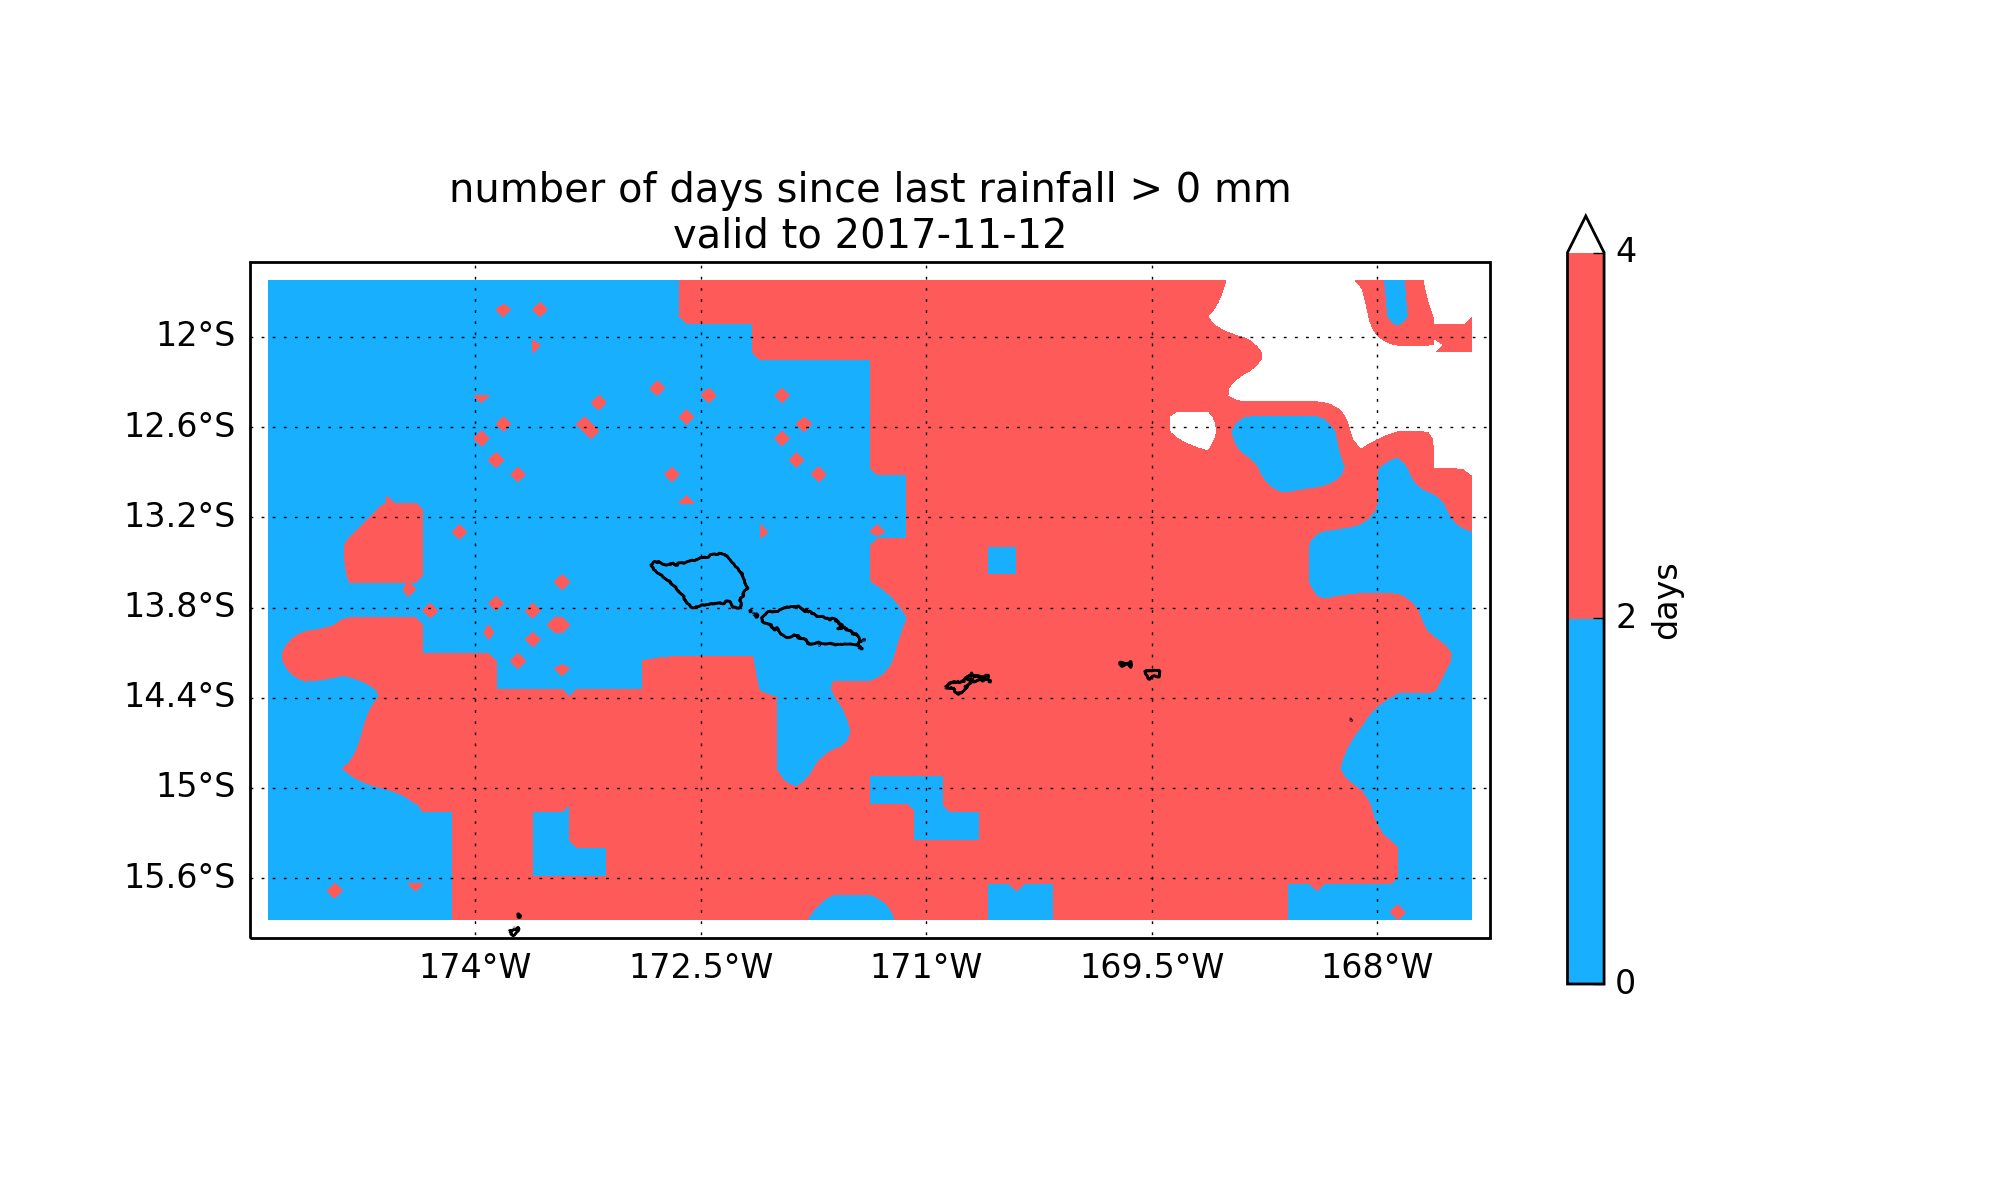 number of days since last rainfall > 0 mm
valid to 2017-11-12
12°S
12.6°S
13.2°S
13.8°S
14.4°S
15°S
15.6°S
174°W
172.5°W
171°W
169.5°W
168°W
4
2
0
days